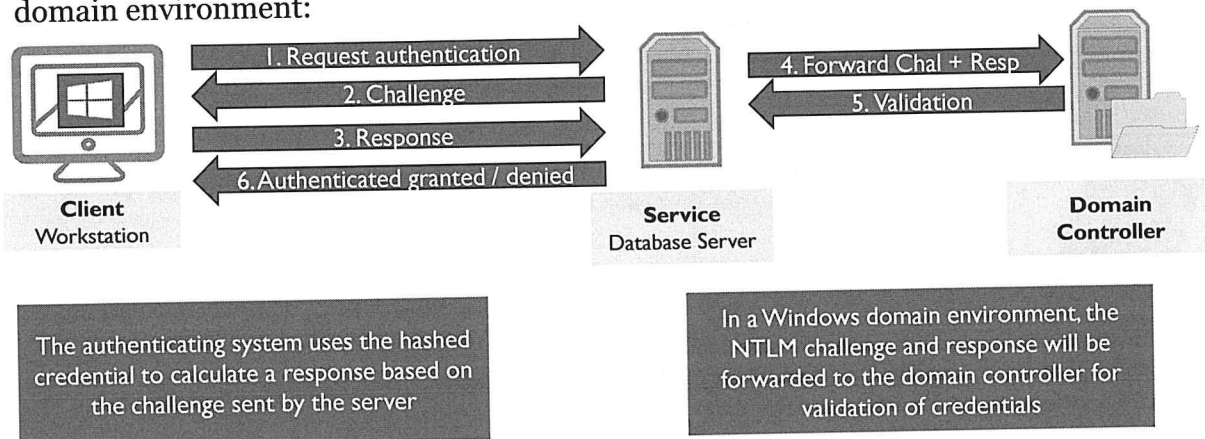 domain environment:
1. Request authentication
2. Challenge
3. Response
6. Authenticated granted / denied
4. Forward Chal + Resp
5. Validation
Client
Workstation
Service
Database Server
Domain
Controller
The authenticating system uses the hashed
credential to calculate a response based on
the challenge sent by the server
In a Windows domain environment, the
NTLM challenge and response will be
forwarded to the domain controller for
validation of credentials